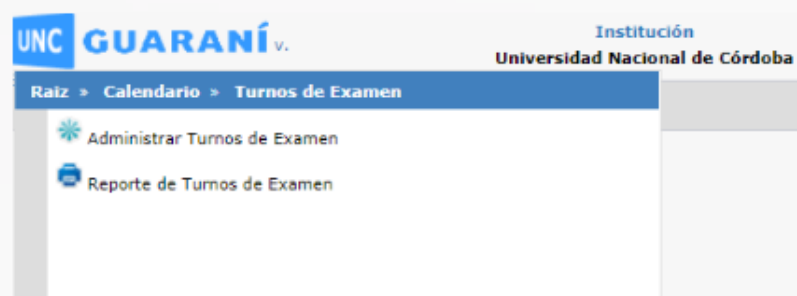 UNC GUARANÍ v.
Institución
Universidad Nacional de Córdoba
Raiz » Calendario » Turnos de Examen
Administrar Turnos de Examen
Reporte de Turnos de Examen